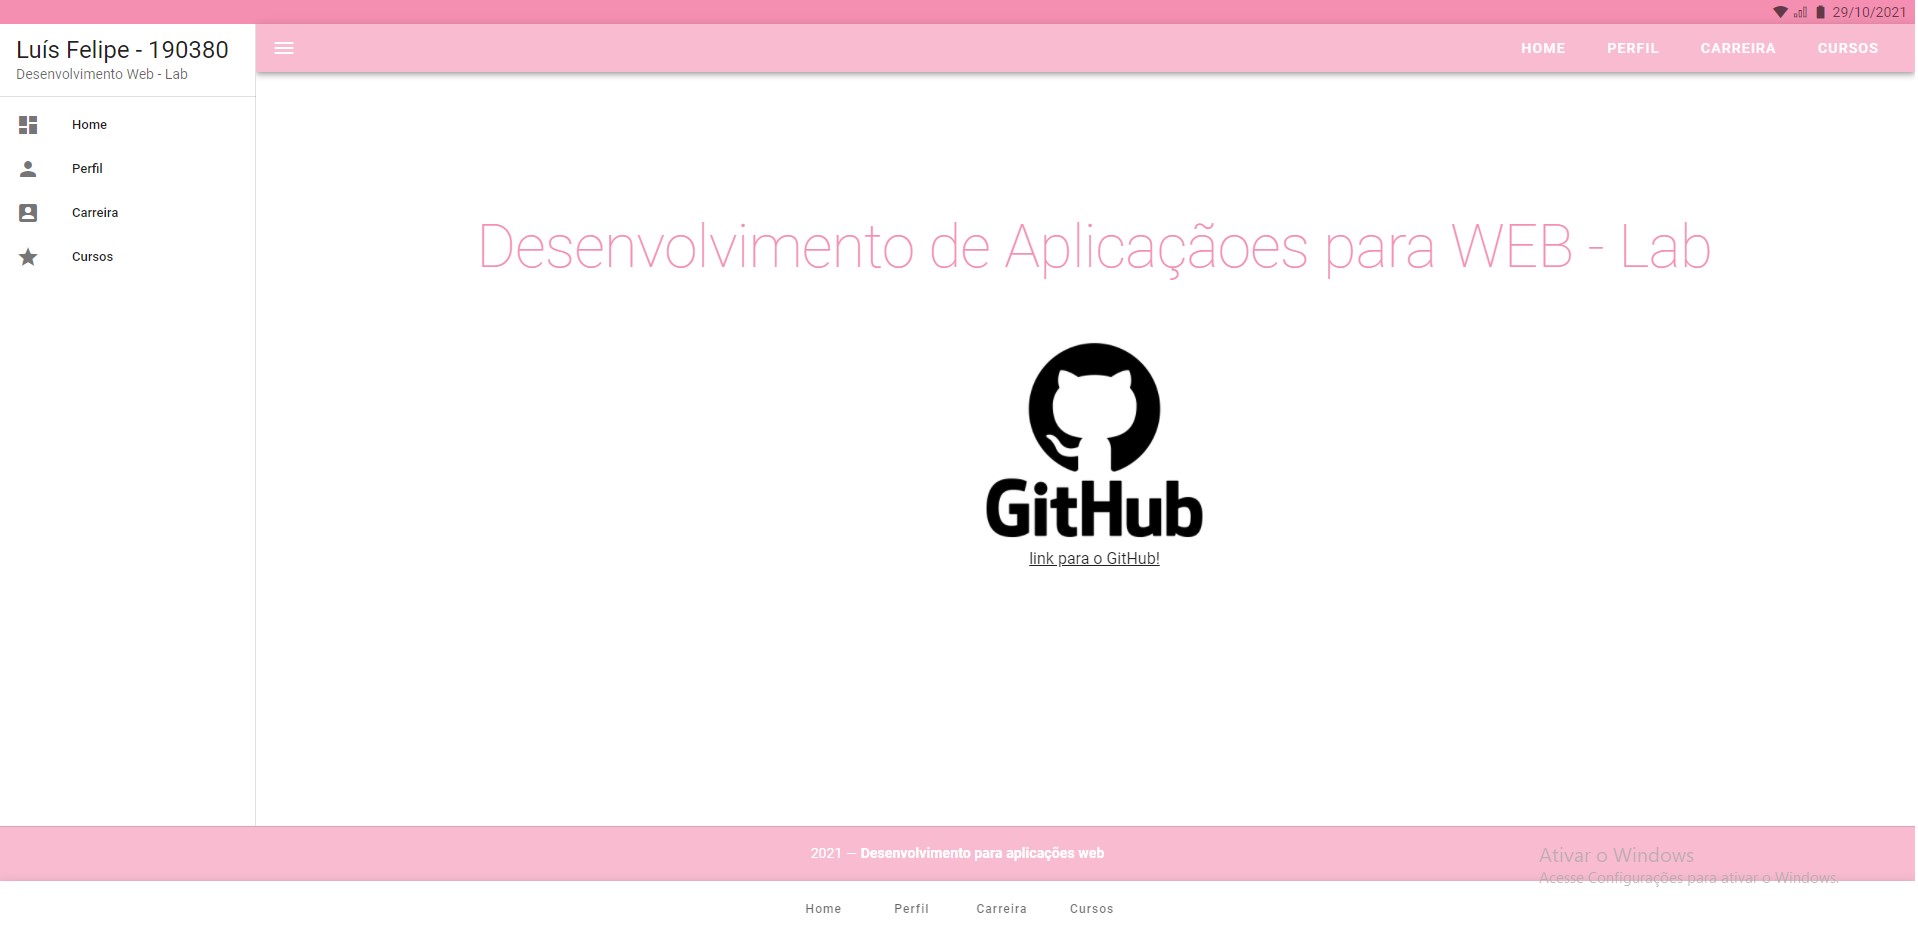 29/10/2021
Luís Felipe - 190380
Desenvolvimento Web - Lab
HOME PERFIL CARREIRA CURSOS
Home
Perfil
Carreira
Cursos
Desenvolvimento de Aplicaçãoes para WEB - Lab
GitHub
link para o GitHub!
2021 — Desenvolvimento para aplicações web
Ativar o Windows
Acesse Configurações para ativar o Windows.
Home Perfil Carreira Cursos